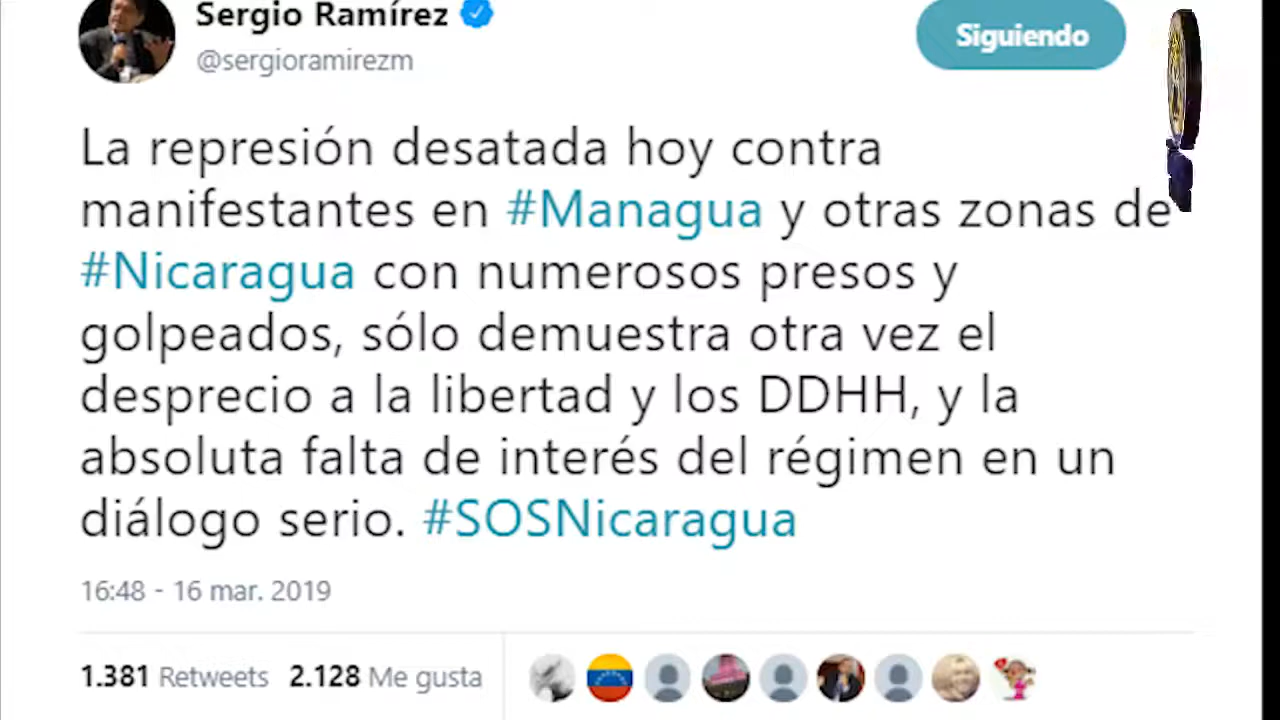 Sergio Ramírez
@sergioramirezm
Siguiendo
La represión desatada hoy contra
manifestantes en #Managua y otras zonas de
#Nicaragua con numerosos presos y
golpeados, sólo demuestra otra vez el
desprecio a la libertad y los DDHH, y la
absoluta falta de interés del régimen en un
diálogo serio. #SOSNicaragua
16:48 - 16 mar. 2019
1.381 Retweets 2.128 Me gusta